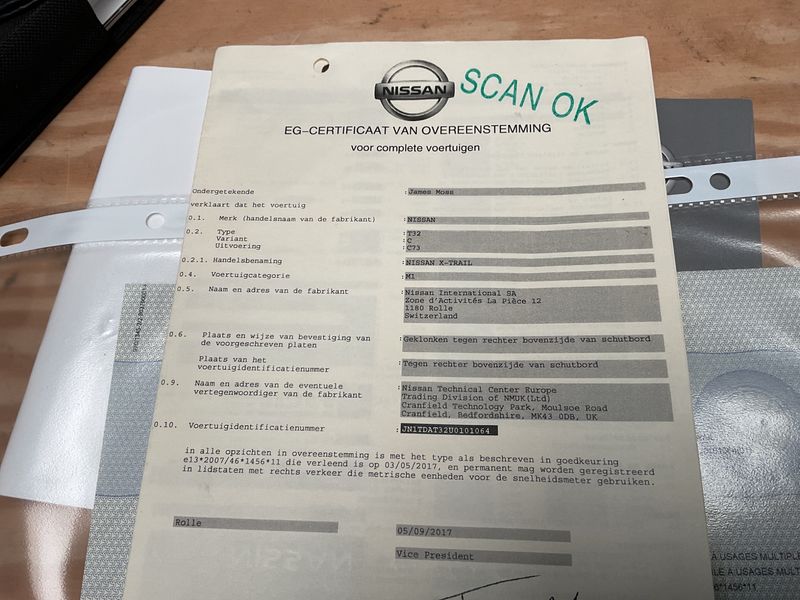 NISSAN
SCAN OK
EG-CERTIFICAAT VAN OVEREENSTEMMING
voor complete voertuigen
Ondergetekende :James Moss
verklaart dat het voertuig
0.1. Merk (handelsnaam van de fabrikant) :NISSAN
0.2. Type :T32
Variant :C
Uitvoering :C73
0.2.1. Handelsbenaming :NISSAN X-TRAIL
0.4. Voertuigcategorie :M1
0.5. Naam en adres van de fabrikant :Nissan International SA
Zone d'Activités La Pièce 12
1180 Rolle
Switzerland
0.6. Plaats en wijze van bevestiging van :Geklonken tegen rechter bovenzijde van schutbord
de voorgeschreven platen
Plaats van het :Tegen rechter bovenzijde van schutbord
voertuigidentificatienummer
0.9. Naam en adres van de eventuele :Nissan Technical Center Europe
vertegenwoordiger van de fabrikant Trading Division of NMUK(Ltd)
Cranfield Technology Park, Moulsoe Road
Cranfield, Bedfordshire, MK43 0DB, UK
0.10. Voertuigidentificatienummer :JN1TDAT32U0101064
in alle opzichten in overeenstemming is met het type als beschreven in goedkeuring
e13*2007/46*1456*11 die verleend is op 03/05/2017, en permanent mag worden geregistreerd
in lidstaten met rechts verkeer die metrische eenheden voor de snelheidsmeter gebruiken.
Rolle
05/09/2017
Vice President
A USAGES MULTIPLE
LE A USAGES MULT
6*1456*11